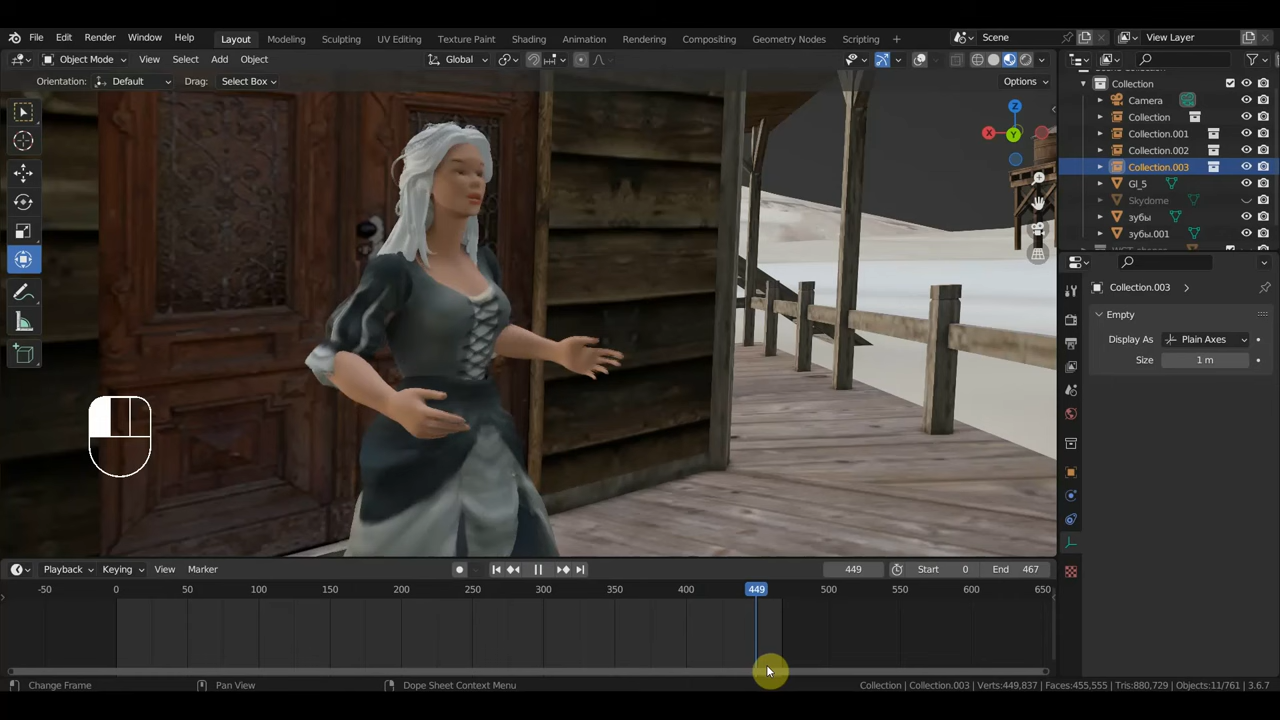 File Edit Render Window Help Layout Modeling Sculpting UV Editing Texture Paint Shading Animation Rendering Compositing Geometry Nodes Scripting + Scene View Layer
Object Mode View Select Add Object Global
Orientation: Default Drag: Select Box Options
Collection
Camera
Collection
Collection.001
Collection.002
Collection.003
Gl_5
Skydome
зубы
зубы.001
Z
X
Y
Collection.003
Empty
Display As Plain Axes
Size 1 m
Playback Keying View Marker 449 Start 0 End 467
-50 0 50 100 150 200 250 300 350 400 449 500 550 600 650
Change Frame Pan View Dope Sheet Context Menu Collection | Collection.003 | Verts:449,837 | Faces:455,555 | Tris:880,729 | Objects:11/761 | 3.6.7